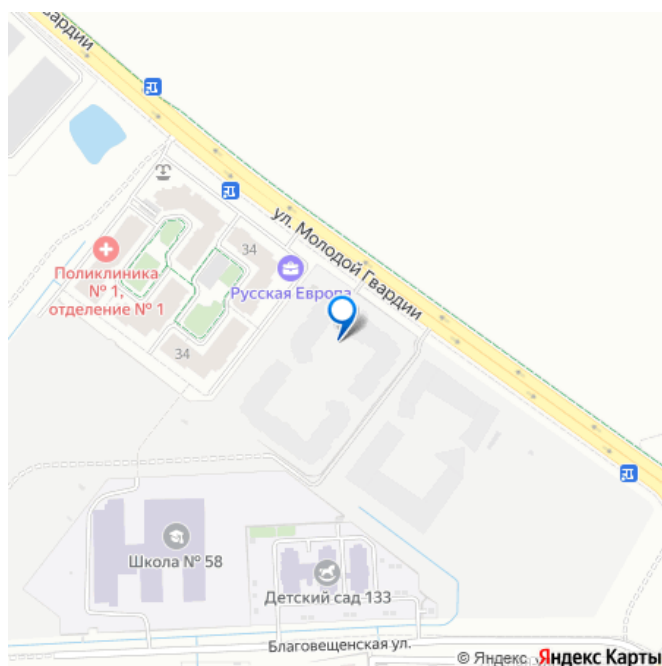 Гвардии
ул. Молодой Гвардии
34
Поликлиника
№ 1,
отделение № 1
Русская Европа
34
Школа № 58
Детский сад 133
Благовещенская ул.
© Яндекс
Яндекс Карты